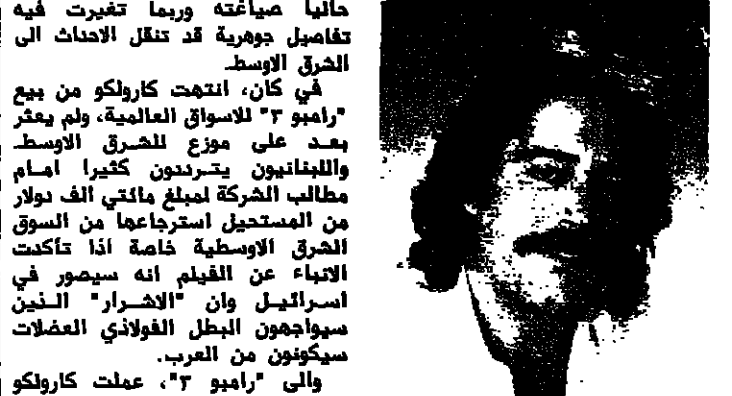 حاليا صياغته وربما تغيرت فيه
تفاصيل جوهرية قد تنقل الاحداث الى
الشرق الاوسط.
في كان، انتهت كارولكو من بيع
"رامبو ٣" للاسواق العالمية، ولم يعثر
بعد على موزع للشرق الاوسط.
واللبنانيون يترددون كثيرا امام
مطالب الشركة لمبلغ مائتي الف دولار
من المستحيل استرجاعها من السوق
الشرق الاوسطية خاصة اذا تأكدت
الانباء عن الفيلم انه سيصور في
اسرائيل وان "الاشرار" الذين
سيواجهون البطل الفولاذي العضلات
سيكونون من العرب.
والى "رامبو ٣"، عملت كارولكو